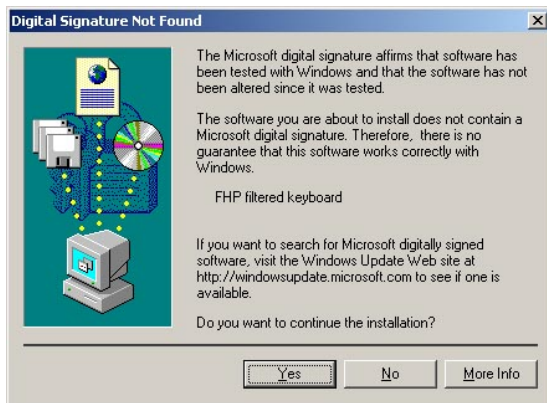 Digital Signature Not Found
The Microsoft digital signature affirms that software has
been tested with Windows and that the software has not
been altered since it was tested.
The software you are about to install does not contain a
Microsoft digital signature. Therefore, there is no
guarantee that this software works correctly with
Windows.
FHP filtered keyboard
If you want to search for Microsoft digitally signed
software, visit the Windows Update Web site at
http://windowsupdate.microsoft.com to see if one is
available.
Do you want to continue the installation?
Yes No More Info